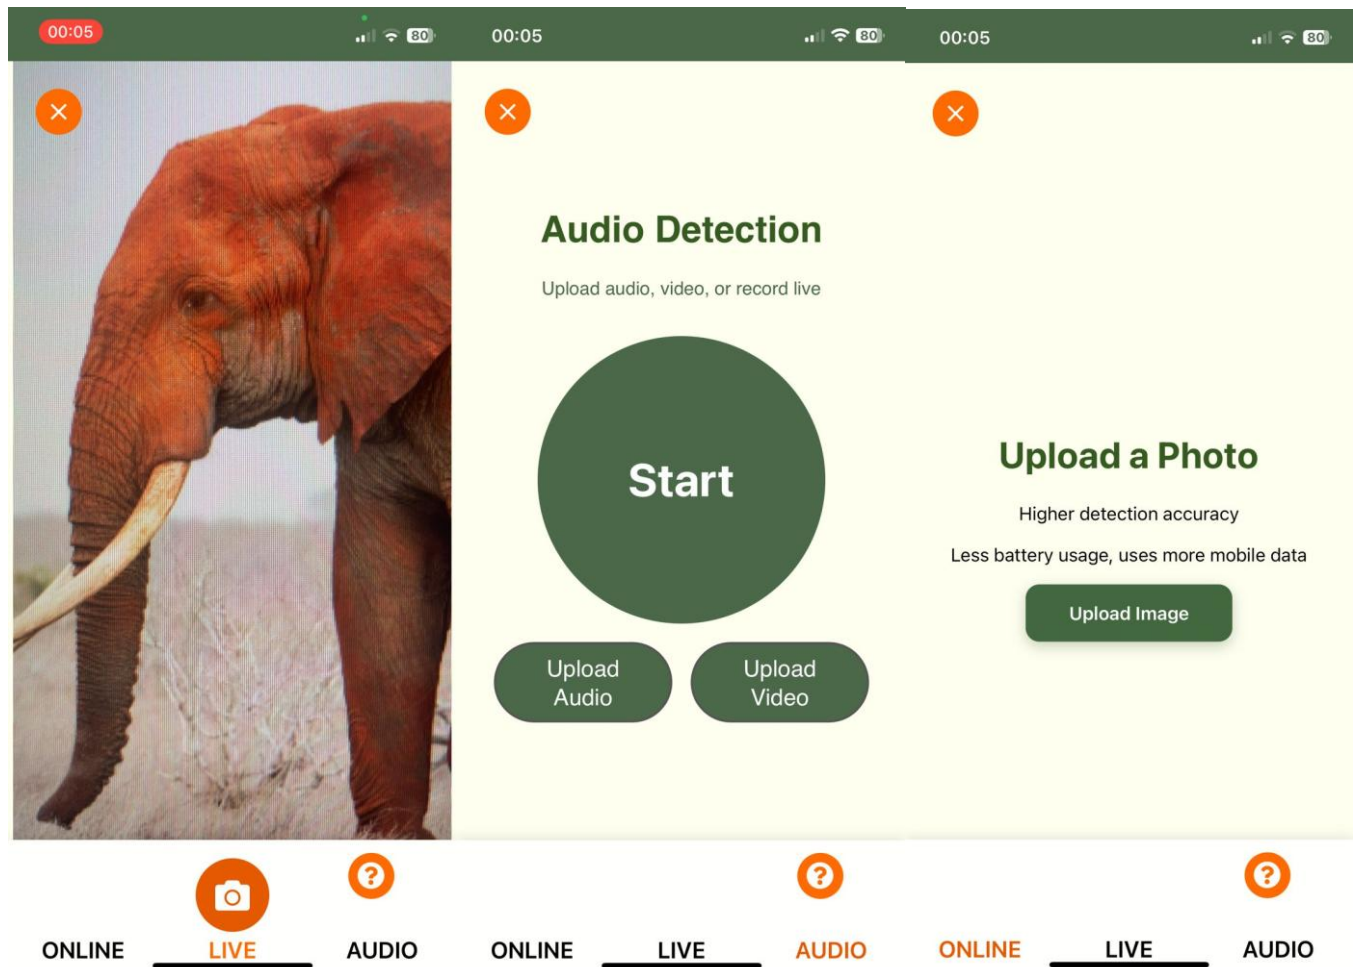 00:05
80
00:05
80
00:05
80
Audio Detection
Upload audio, video, or record live
Start
Upload
Audio
Upload
Video
Upload a Photo
Higher detection accuracy
Less battery usage, uses more mobile data
Upload Image
?
?
?
ONLINE LIVE AUDIO
ONLINE LIVE AUDIO
ONLINE LIVE AUDIO